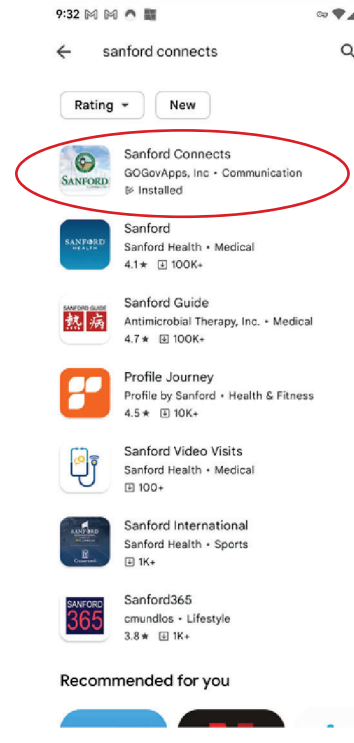 9:32
sanford connects
Rating
New
Sanford Connects
GOGovApps, Inc • Communication
Installed
SANFORD
Sanford
Sanford Health • Medical
4.1★ 100K+
SANFORD
HEALTH
Sanford Guide
Antimicrobial Therapy, Inc. • Medical
4.7★ 100K+
SANFORD GUIDE
熱病
Profile Journey
Profile by Sanford • Health & Fitness
4.5★ 10K+
Sanford Video Visits
Sanford Health • Medical
100+
Sanford International
Sanford Health • Sports
1K+
SANFORD
Sanford365
cmundlos • Lifestyle
3.8★ 1K+
SANFORD
365
Recommended for you